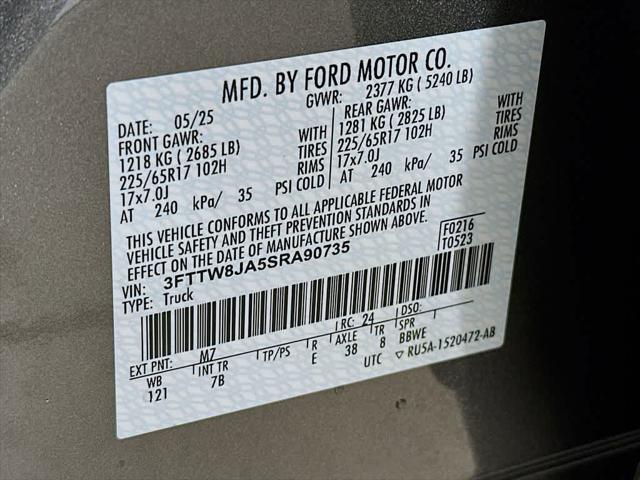 MFD. BY FORD MOTOR CO.
DATE: 05/25 GVWR: 2377 KG ( 5240 LB)
FRONT GAWR: REAR GAWR:
1218 KG ( 2685 LB) WITH 1281 KG ( 2825 LB) WITH
225/65R17 102H TIRES 225/65R17 102H TIRES
17x7.0J RIMS 17x7.0J RIMS
AT 240 kPa/ 35 PSI COLD AT 240 kPa/ 35 PSI COLD
THIS VEHICLE CONFORMS TO ALL APPLICABLE FEDERAL MOTOR
VEHICLE SAFETY AND THEFT PREVENTION STANDARDS IN
EFFECT ON THE DATE OF MANUFACTURE SHOWN ABOVE.
VIN: 3FTTW8JA5SRA90735 F0216
TYPE: Truck T0523
EXT PNT: M7 RC: 24 DSO:
WB INT TR TP/PS R AXLE TR SPR
121 7B E 38 8 BBWE
UTC ▽ RU5A-1520472-AB